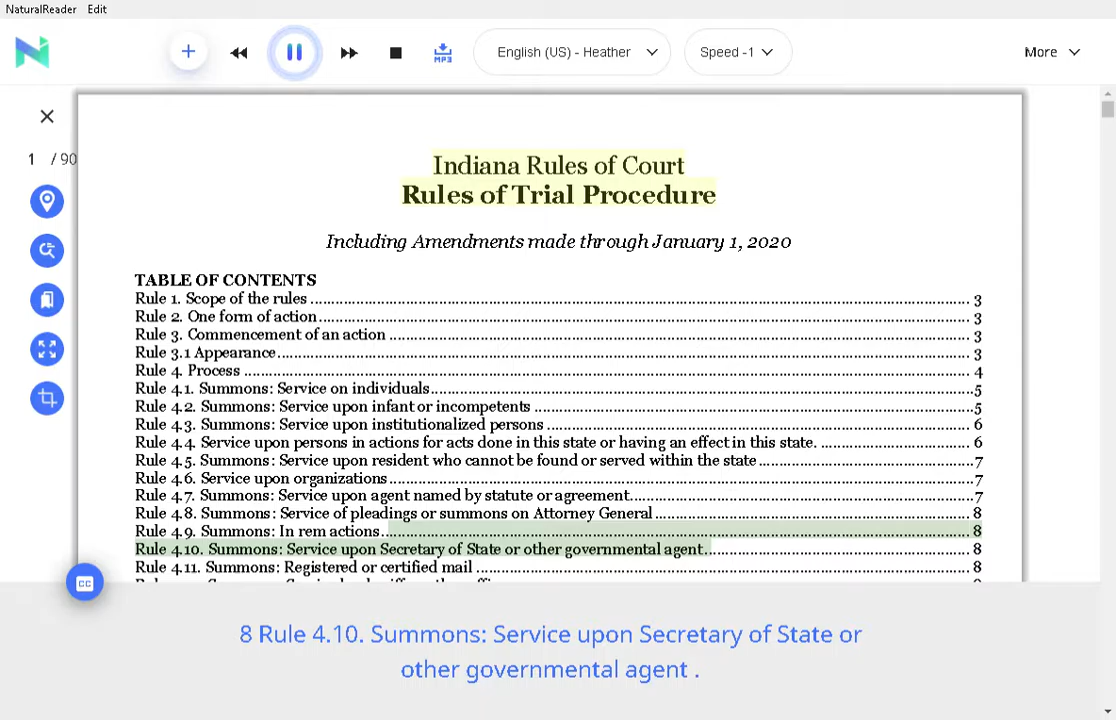 NaturalReader Edit
MP3
English (US) - Heather
Speed -1
More
1 / 90
Indiana Rules of Court
Rules of Trial Procedure
Including Amendments made through January 1, 2020
TABLE OF CONTENTS
Rule 1. Scope of the rules ........ 3
Rule 2. One form of action ........ 3
Rule 3. Commencement of an action ........ 3
Rule 3.1 Appearance ........ 3
Rule 4. Process ........ 4
Rule 4.1. Summons: Service on individuals ........ 5
Rule 4.2. Summons: Service upon infant or incompetents ........ 5
Rule 4.3. Summons: Service upon institutionalized persons ........ 6
Rule 4.4. Service upon persons in actions for acts done in this state or having an effect in this state. ........ 6
Rule 4.5. Summons: Service upon resident who cannot be found or served within the state ........ 7
Rule 4.6. Service upon organizations ........ 7
Rule 4.7. Summons: Service upon agent named by statute or agreement ........ 7
Rule 4.8. Summons: Service of pleadings or summons on Attorney General ........ 8
Rule 4.9. Summons: In rem actions ........ 8
Rule 4.10. Summons: Service upon Secretary of State or other governmental agent ........ 8
Rule 4.11. Summons: Registered or certified mail ........ 8
CC
8 Rule 4.10. Summons: Service upon Secretary of State or
other governmental agent .